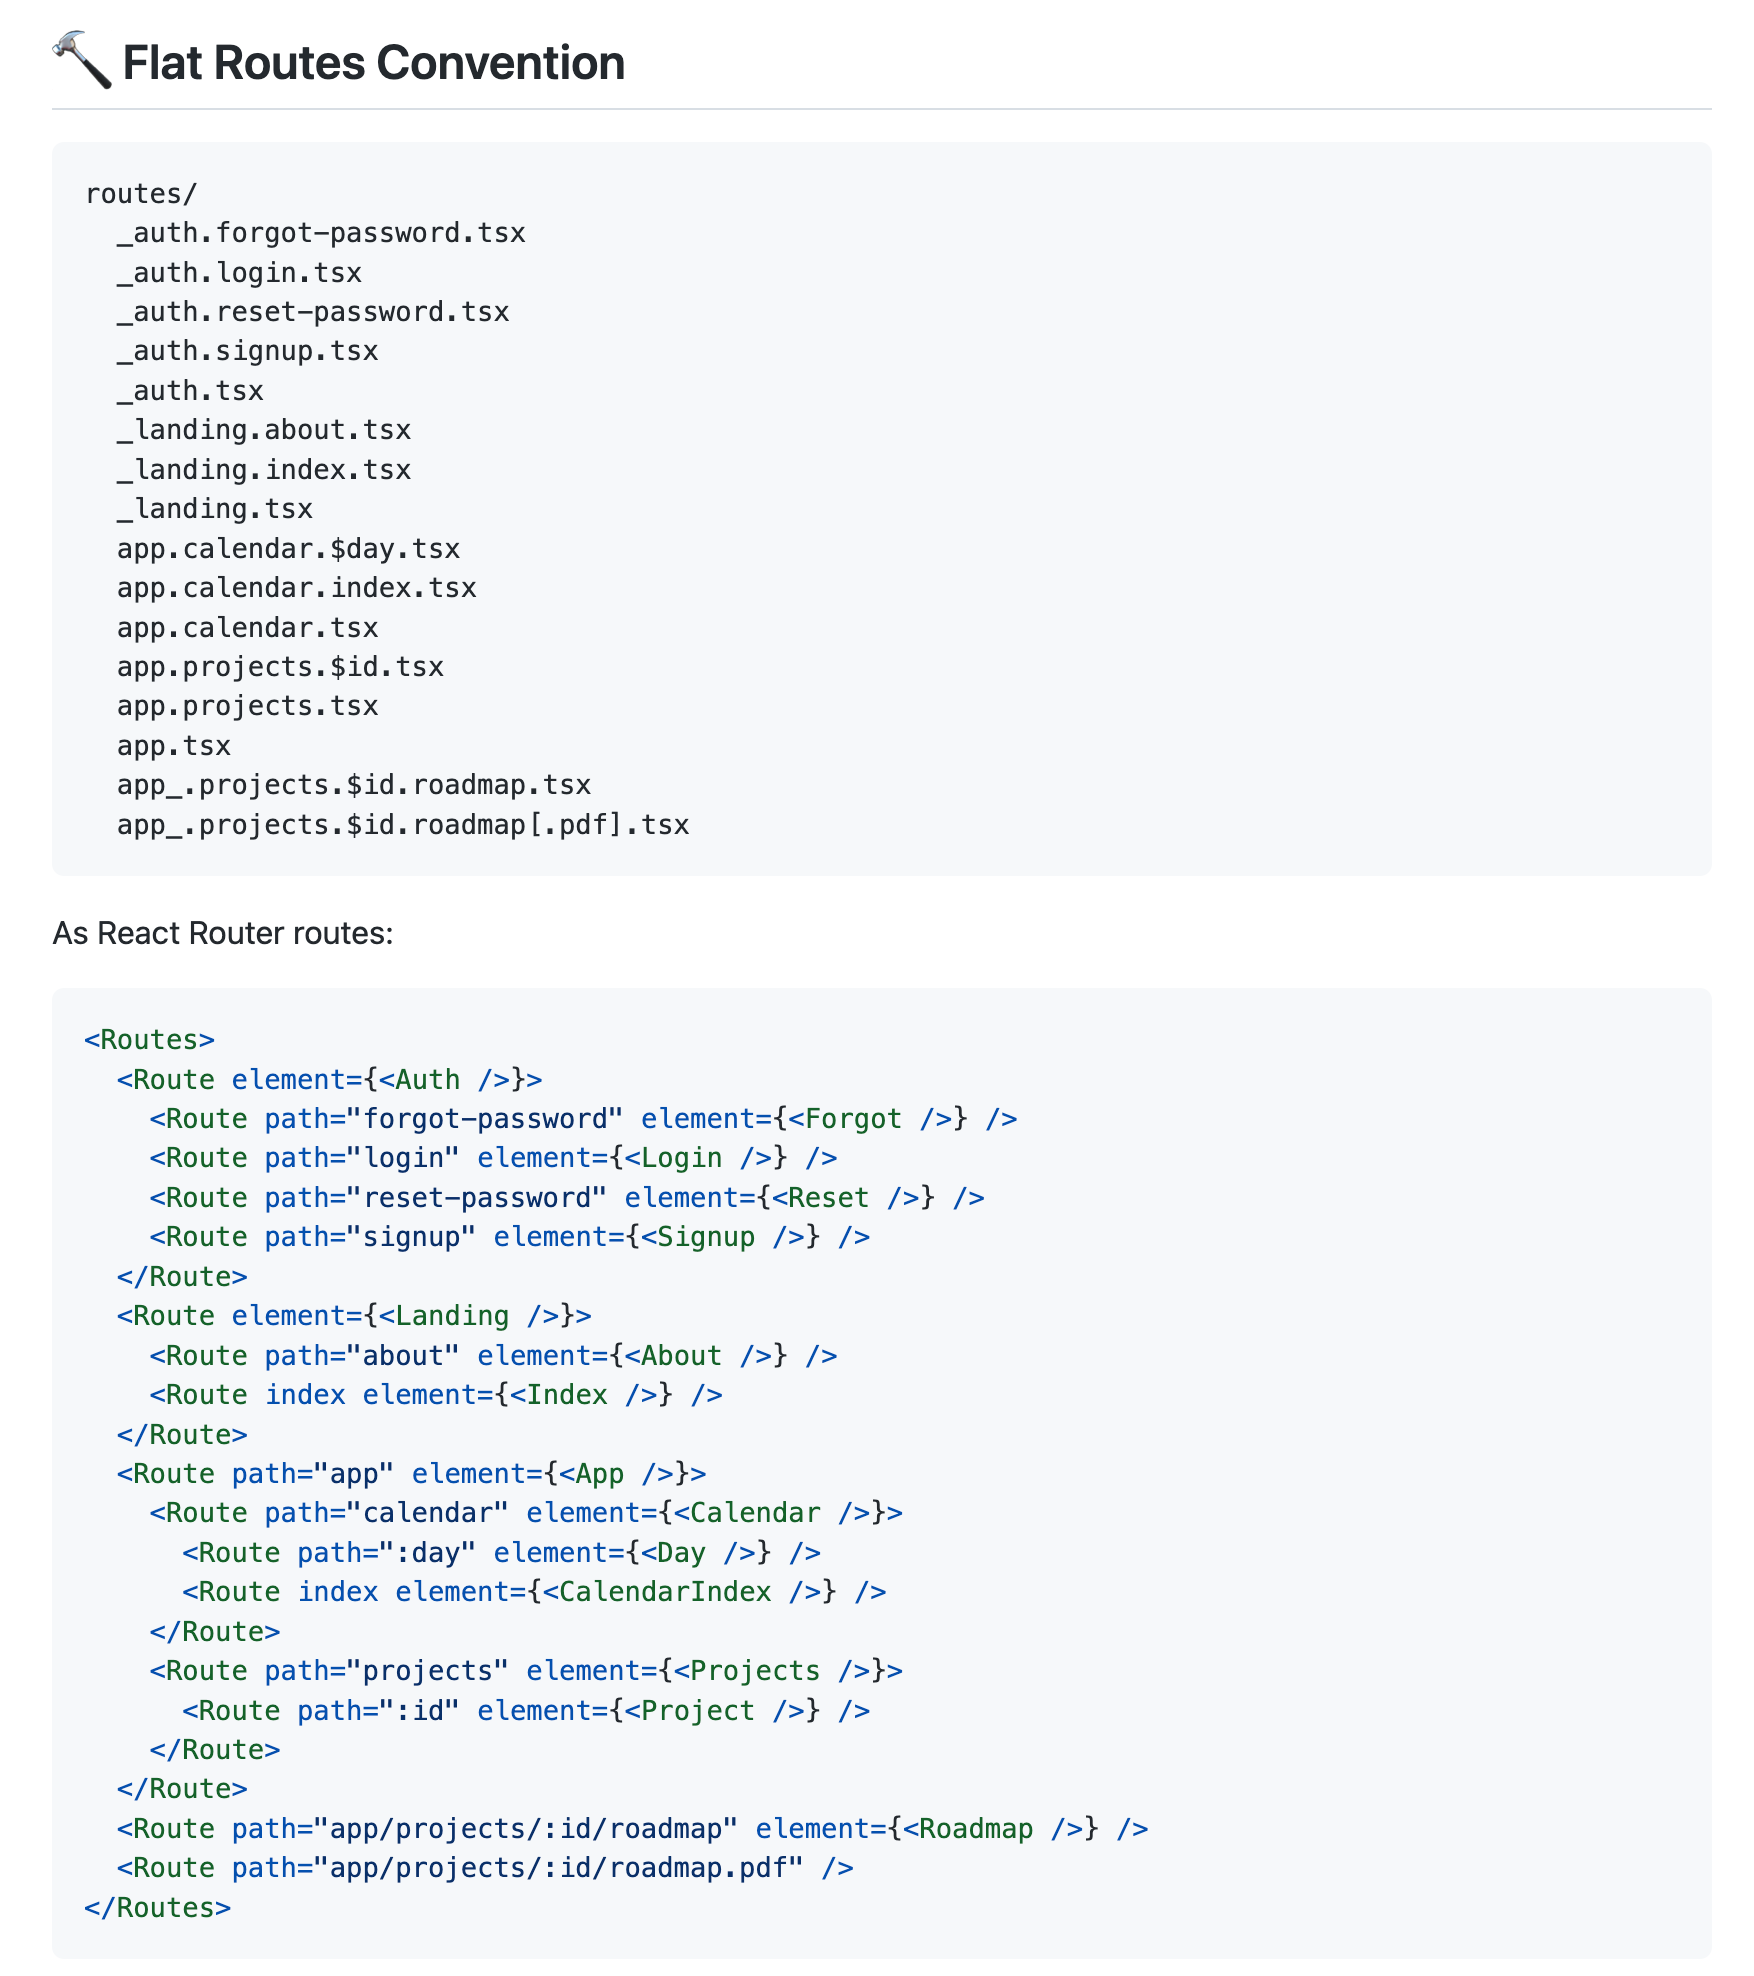 🔨 Flat Routes Convention
routes/
  _auth.forgot-password.tsx
  _auth.login.tsx
  _auth.reset-password.tsx
  _auth.signup.tsx
  _auth.tsx
  _landing.about.tsx
  _landing.index.tsx
  _landing.tsx
  app.calendar.$day.tsx
  app.calendar.index.tsx
  app.calendar.tsx
  app.projects.$id.tsx
  app.projects.tsx
  app.tsx
  app_.projects.$id.roadmap.tsx
  app_.projects.$id.roadmap[.pdf].tsx
As React Router routes:
<Routes>
  <Route element={<Auth />}>
    <Route path="forgot-password" element={<Forgot />} />
    <Route path="login" element={<Login />} />
    <Route path="reset-password" element={<Reset />} />
    <Route path="signup" element={<Signup />} />
  </Route>
  <Route element={<Landing />}>
    <Route path="about" element={<About />} />
    <Route index element={<Index />} />
  </Route>
  <Route path="app" element={<App />}>
    <Route path="calendar" element={<Calendar />}>
      <Route path=":day" element={<Day />} />
      <Route index element={<CalendarIndex />} />
    </Route>
    <Route path="projects" element={<Projects />}>
      <Route path=":id" element={<Project />} />
    </Route>
  </Route>
  <Route path="app/projects/:id/roadmap" element={<Roadmap />} />
  <Route path="app/projects/:id/roadmap.pdf" />
</Routes>